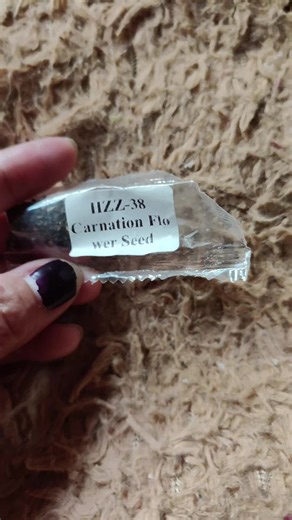 HZZ-38
Carnation Flo
wer Seed